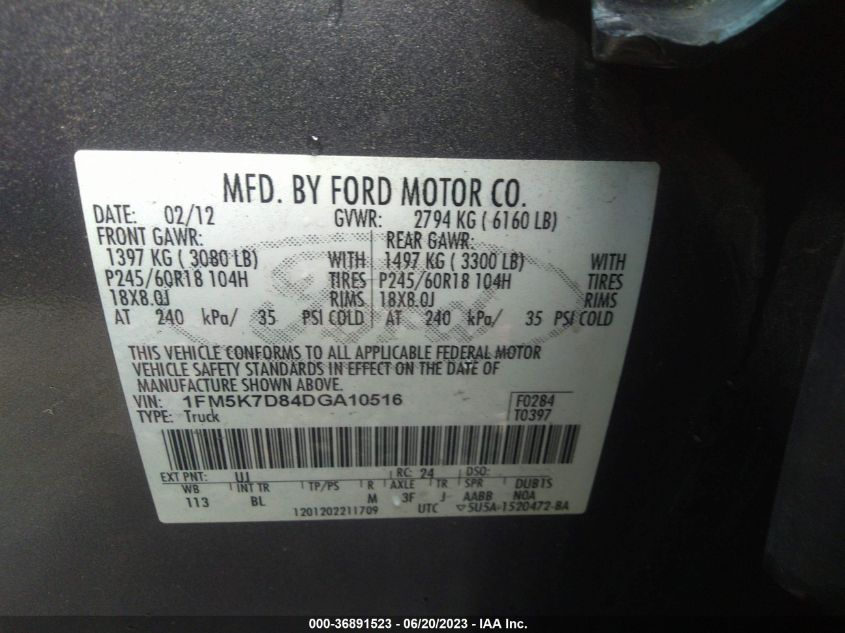 MFD. BY FORD MOTOR CO.
DATE: 02/12 GVWR: 2794 KG ( 6160 LB)
FRONT GAWR: REAR GAWR:
1397 KG ( 3080 LB) WITH 1497 KG ( 3300 LB) WITH
P245/60R18 104H TIRES P245/60R18 104H TIRES
18X8.0J RIMS 18X8.0J RIMS
AT 240 kPa/ 35 PSI COLD AT 240 kPa/ 35 PSI COLD
THIS VEHICLE CONFORMS TO ALL APPLICABLE FEDERAL MOTOR
VEHICLE SAFETY STANDARDS IN EFFECT ON THE DATE OF
MANUFACTURE SHOWN ABOVE.
VIN: 1FM5K7D84DGA10516 F0284
TYPE: Truck T0397
EXT PNT: UJ RC: 24 DSO:
WB INT TR TP/PS R AXLE TR SPR DUBTS
113 BL M 3F J AABB NOA
1201202211709 UTC ▽5U5A-1520472-BA
000-36891523 - 06/20/2023 - IAA Inc.